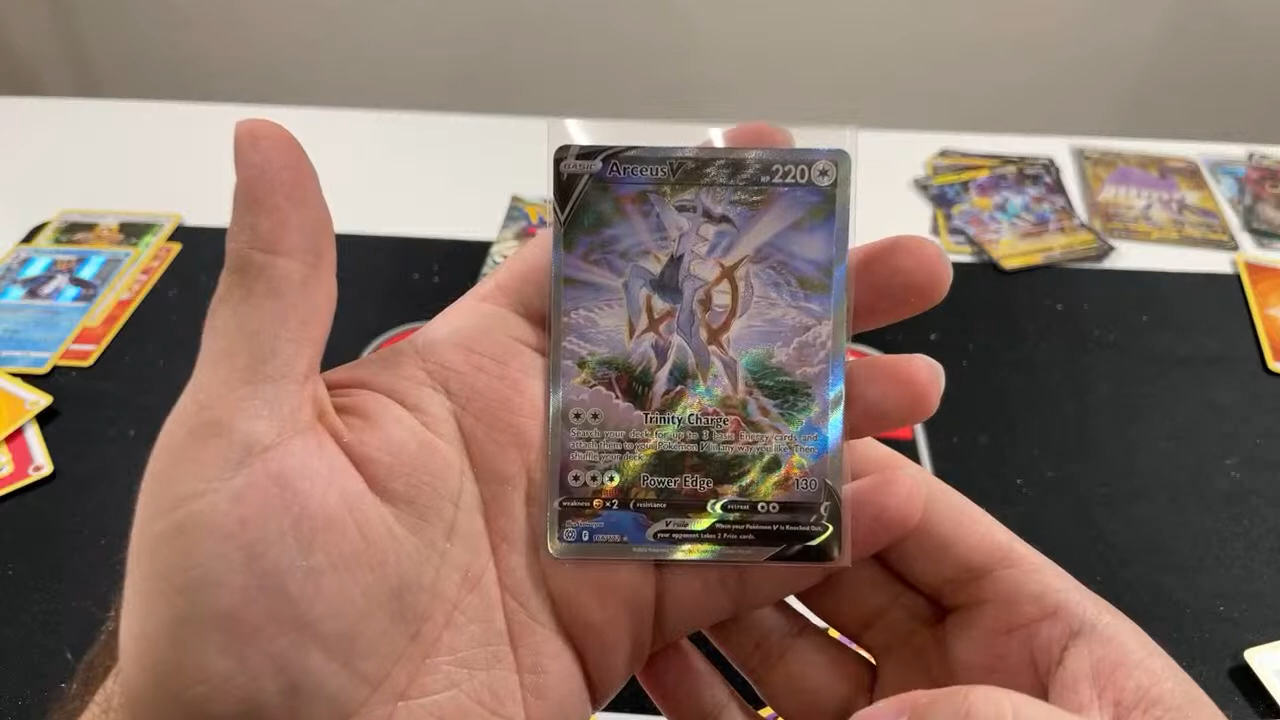 BASIC Arceus V HP 220
Trinity Charge
Search your deck for up to 3 basic Energy cards and
attach them to your Pokémon V in any way you like. Then,
shuffle your deck.
Power Edge 130
weakness ×2 resistance retreat
V rule When your Pokémon V is Knocked Out,
your opponent takes 2 Prize cards.
F